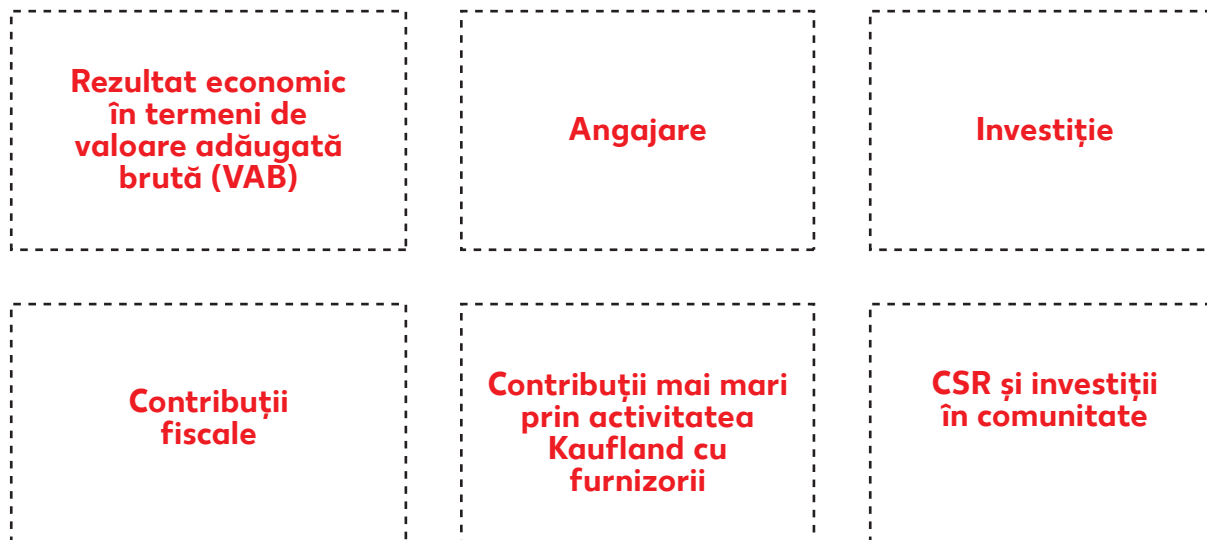 Rezultat economic
în termeni de
valoare adăugată
brută (VAB)
Angajare
Investiție
Contribuții
fiscale
Contribuții mai mari
prin activitatea
Kaufland cu
furnizorii
CSR și investiții
în comunitate